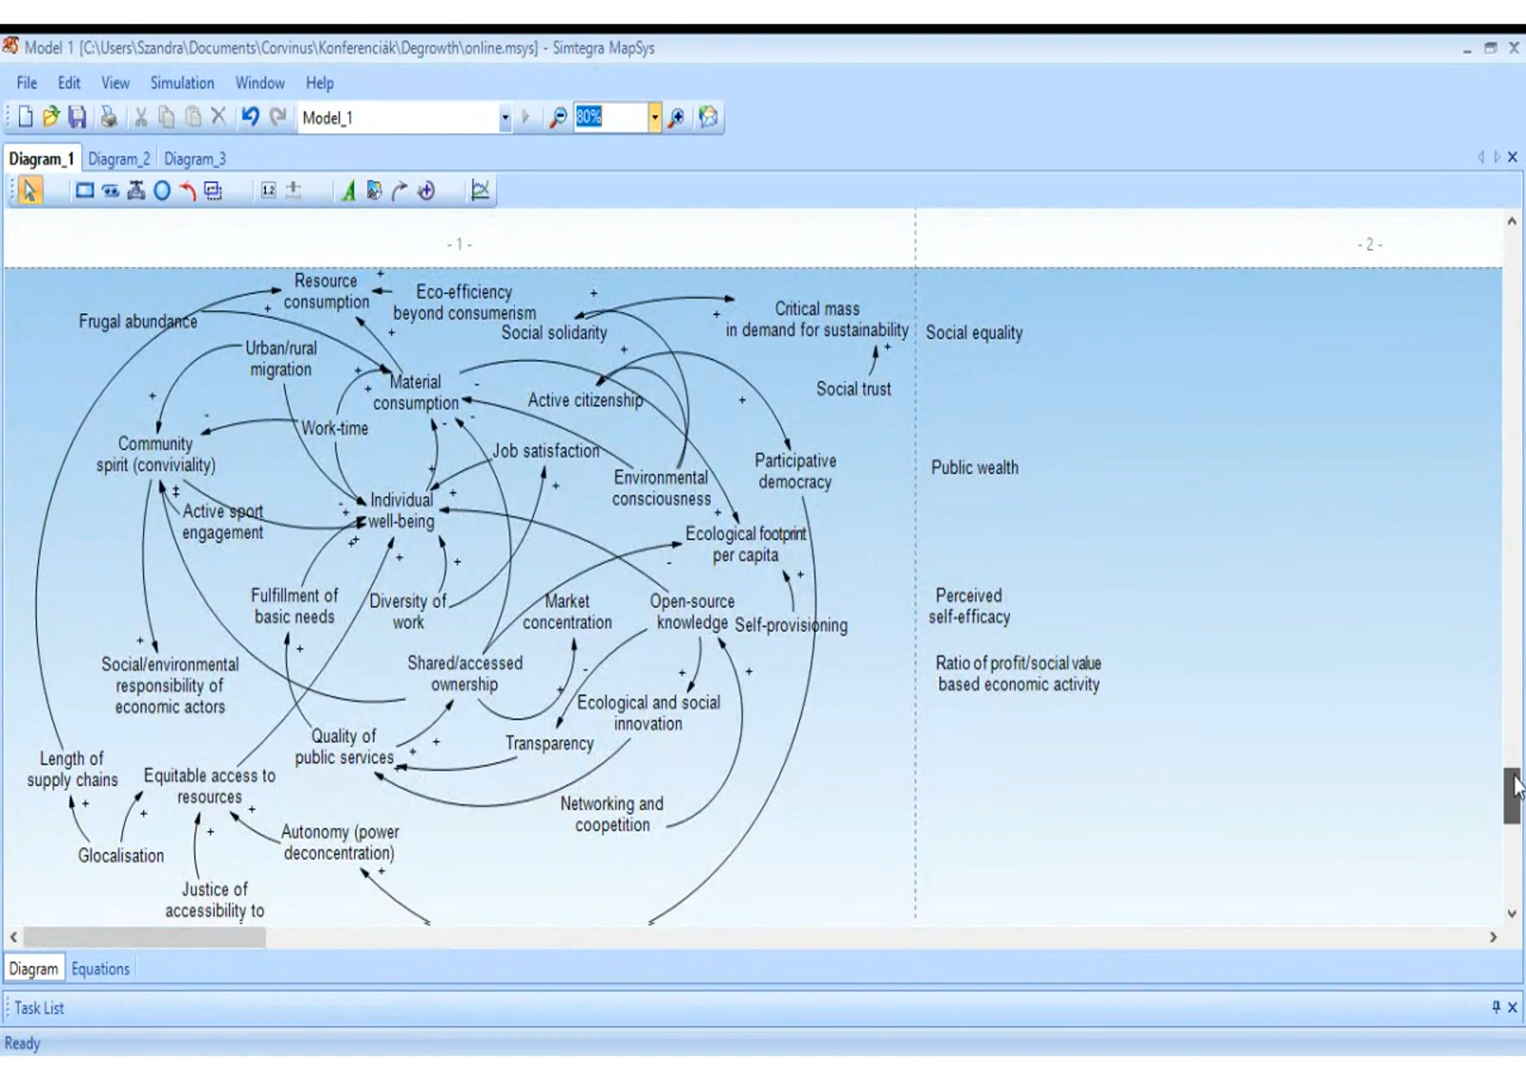 Model 1 [C:\Users\Szandra\Documents\Corvinus\Konferenciák\Degrowth\online.msys] - Simtegra MapSys
File Edit View Simulation Window Help
Model_1
80%
Diagram_1 Diagram_2 Diagram_3
1.2
- 1 -
- 2 -
Resource
consumption
Eco-efficiency
beyond consumerism
Frugal abundance
Social solidarity
Critical mass
in demand for sustainability
Social equality
Urban/rural
migration
Material
consumption
Active citizenship
Social trust
Work-time
Community
spirit (conviviality)
Job satisfaction
Environmental
consciousness
Participative
democracy
Public wealth
Active sport
engagement
Individual
well-being
Ecological footprint
per capita
Fulfillment of
basic needs
Diversity of
work
Market
concentration
Open-source
knowledge
Self-provisioning
Perceived
self-efficacy
Social/environmental
responsibility of
economic actors
Shared/accessed
ownership
Ecological and social
innovation
Ratio of profit/social value
based economic activity
Quality of
public services
Transparency
Length of
supply chains
Equitable access to
resources
Networking and
coopetition
Glocalisation
Autonomy (power
deconcentration)
Justice of
accessibility to
Diagram Equations
Task List
Ready